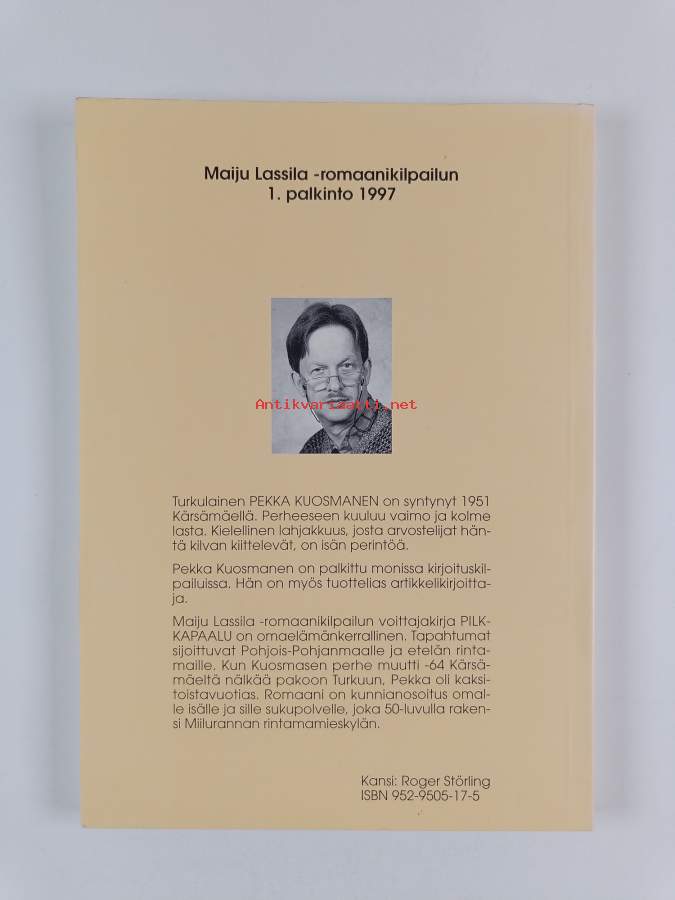 Maiju Lassila -romaanikilpailun
1. palkinto 1997
Antikvariaatti.net
Turkulainen PEKKA KUOSMANEN on syntynyt 1951
Kärsämäellä. Perheeseen kuuluu vaimo ja kolme
lasta. Kielellinen lahjakkuus, josta arvostelijat hän-
tä kilvan kiittelevät, on isän perintöä.
Pekka Kuosmanen on palkittu monissa kirjoituskil-
pailuissa. Hän on myös tuottelias artikkelikirjoitta-
ja.
Maiju Lassila -romaanikilpailun voittajakirja PILK-
KAPAALU on omaelämänkerrallinen. Tapahtumat
sijoittuvat Pohjois-Pohjanmaalle ja etelän rinta-
maille. Kun Kuosmasen perhe muutti -64 Kärsä-
mäeltä nälkää pakoon Turkuun, Pekka oli kaksi-
toistavuotias. Romaani on kunnianosoitus omal-
le isälle ja sille sukupolvelle, joka 50-luvulla raken-
si Miilurannan rintamamieskylän.
Kansi: Roger Störling
ISBN 952-9505-17-5